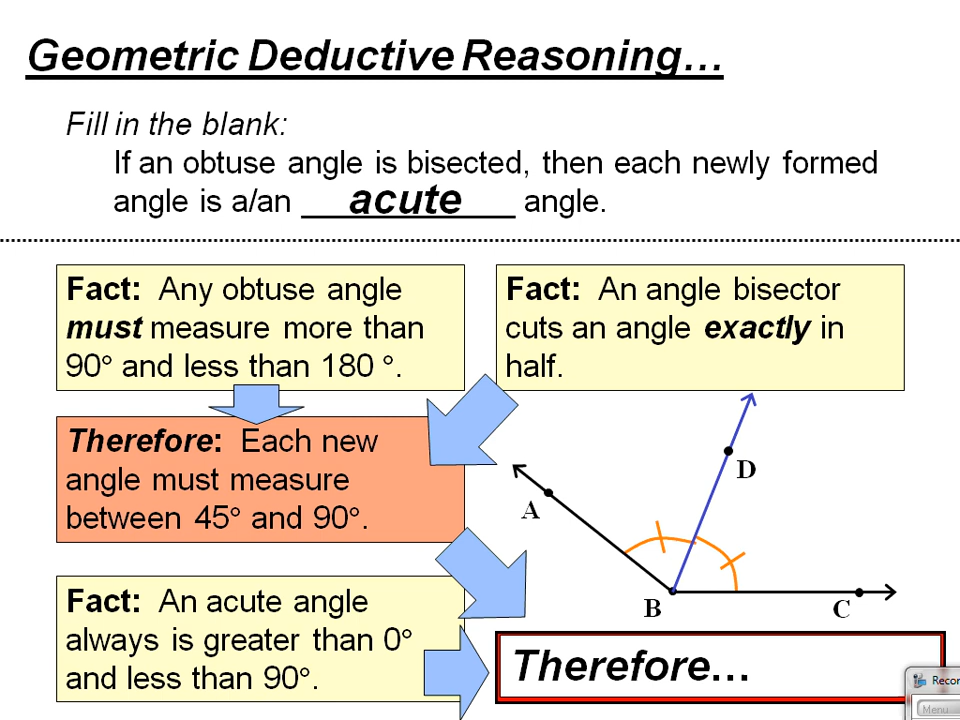 Geometric Deductive Reasoning…
Fill in the blank:
If an obtuse angle is bisected, then each newly formed
angle is a/an acute angle.
Fact: Any obtuse angle
must measure more than
90° and less than 180 °.
Fact: An angle bisector
cuts an angle exactly in
half.
Therefore: Each new
angle must measure
between 45° and 90°.
D
A
B
C
Fact: An acute angle
always is greater than 0°
and less than 90°.
Therefore…
Recor
Menu